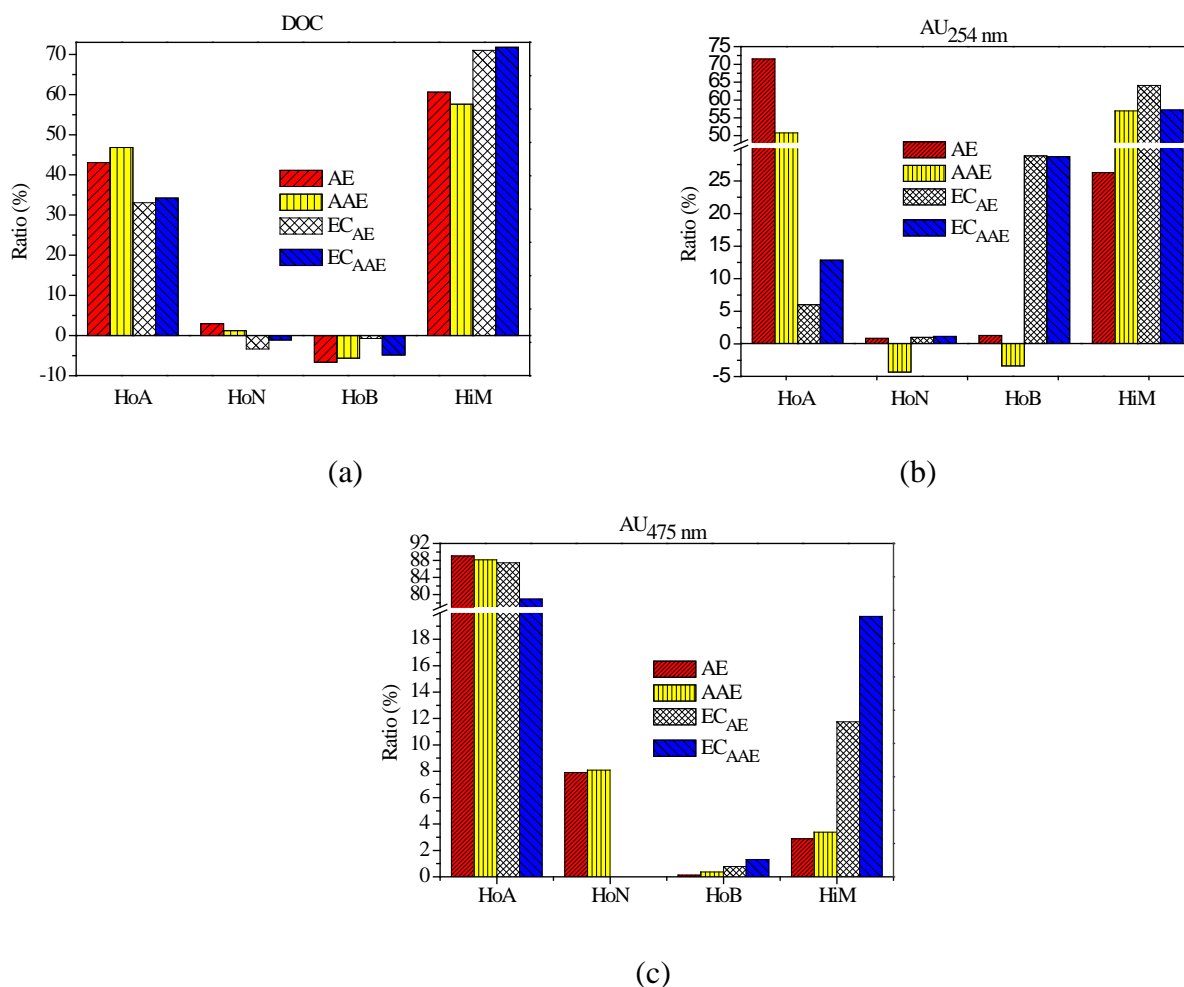 DOC
70
60
50
40
30
20
10
0
-10
Ratio (%)
AE
AAE
EC_AE
EC_AAE
HoA HoN HoB HiM
(a)
AU_254 nm
75
70
65
60
55
50
25
20
15
10
5
0
-5
Ratio (%)
AE
AAE
EC_AE
EC_AAE
HoA HoN HoB HiM
(b)
AU_475 nm
92
88
84
80
18
16
14
12
10
8
6
4
2
0
Ratio (%)
AE
AAE
EC_AE
EC_AAE
HoA HoN HoB HiM
(c)